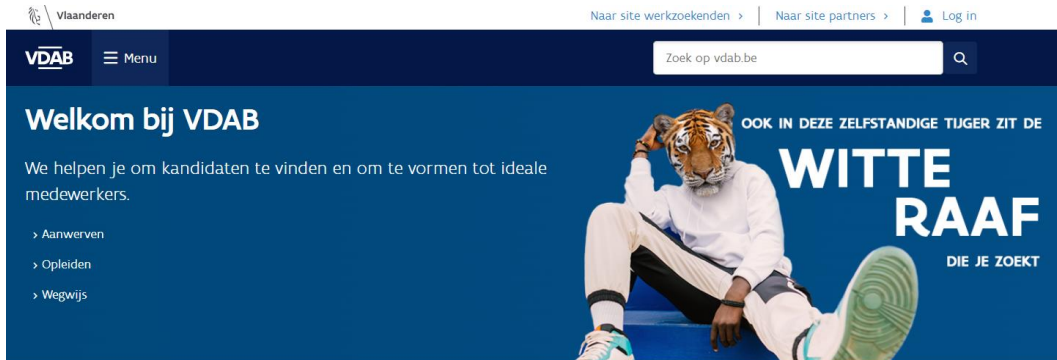 Vlaanderen
Naar site werkzoekenden >
Naar site partners >
Log in
VDAB
Menu
Zoek op vdab.be
Welkom bij VDAB
We helpen je om kandidaten te vinden en om te vormen tot ideale
medewerkers.
> Aanwerven
> Opleiden
> Wegwijs
OOK IN DEZE ZELFSTANDIGE TIJGER ZIT DE
WITTE
RAAF
DIE JE ZOEKT